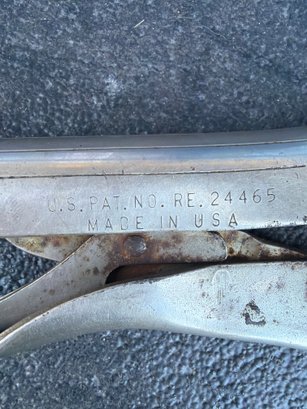 U.S. PAT. NO. RE. 24465
MADE IN USA